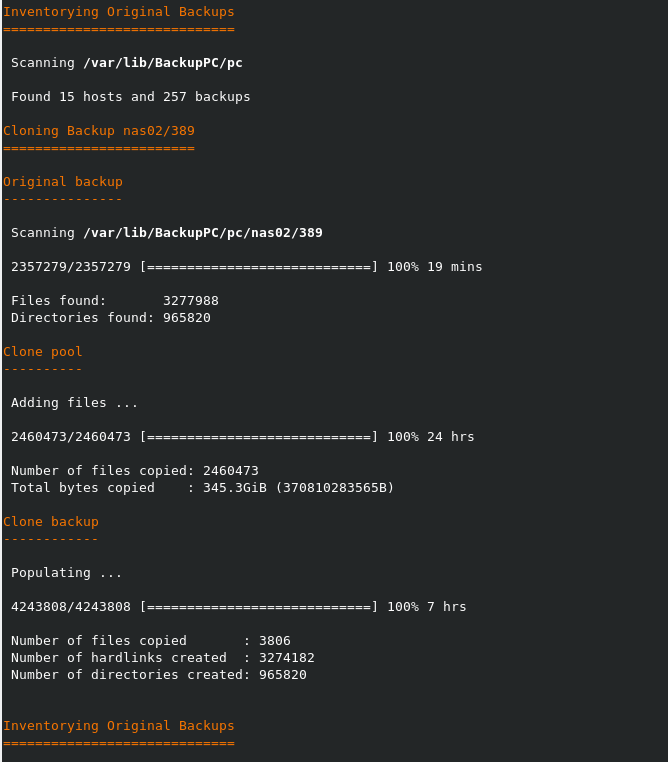 Inventorying Original Backups
=============================
Scanning /var/lib/BackupPC/pc
Found 15 hosts and 257 backups
Cloning Backup nas02/389
========================
Original backup
---------------
Scanning /var/lib/BackupPC/pc/nas02/389
2357279/2357279 [============================] 100% 19 mins
Files found:       3277988
Directories found: 965820
Clone pool
----------
Adding files ...
2460473/2460473 [============================] 100% 24 hrs
Number of files copied: 2460473
Total bytes copied    : 345.3GiB (370810283565B)
Clone backup
------------
Populating ...
4243808/4243808 [============================] 100% 7 hrs
Number of files copied       : 3806
Number of hardlinks created  : 3274182
Number of directories created: 965820
Inventorying Original Backups
=============================